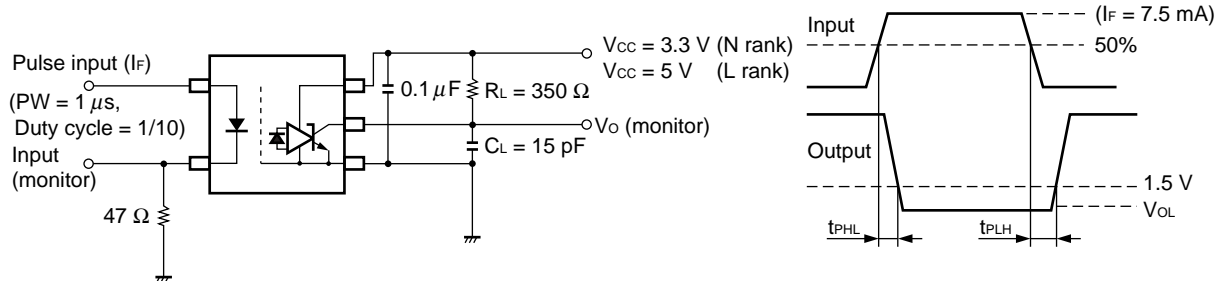 Pulse input (IF)
(PW = 1 μs,
Duty cycle = 1/10)
Input
(monitor)
47 Ω
0.1 μF
VCC = 3.3 V (N rank)
VCC = 5 V (L rank)
RL = 350 Ω
VO (monitor)
CL = 15 pF
Input
(IF = 7.5 mA)
50%
Output
1.5 V
VOL
tPHL
tPLH